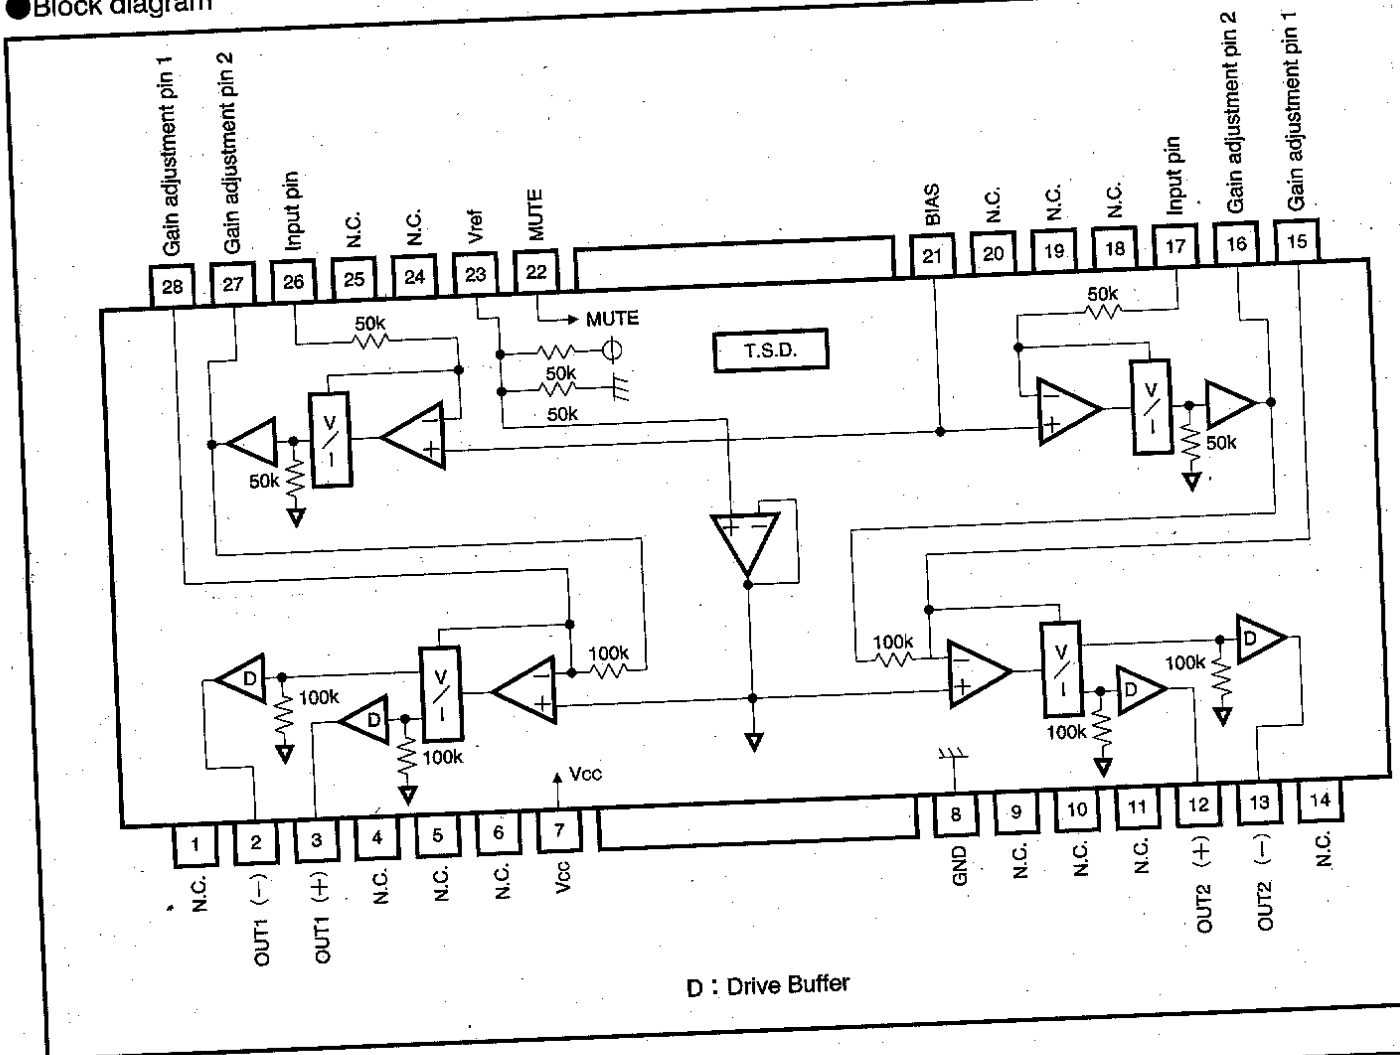 ●Block diagram
Gain adjustment pin 1
Gain adjustment pin 2
Input pin
N.C.
N.C.
Vref
MUTE
BIAS
N.C.
N.C.
N.C.
Input pin
Gain adjustment pin 2
Gain adjustment pin 1
28 27 26 25 24 23 22 21 20 19 18 17 16 15
50k
MUTE
50k
50k
T.S.D.
50k
V/I
− +
50k
− +
V/I
50k
+ −
D
100k
V/I
D
100k
− +
100k
100k
− +
V/I
D
100k
D
100k
Vcc
1 2 3 4 5 6 7 8 9 10 11 12 13 14
N.C.
OUT1 (−)
OUT1 (+)
N.C.
N.C.
N.C.
Vcc
GND
N.C.
N.C.
N.C.
OUT2 (+)
OUT2 (−)
N.C.
D : Drive Buffer